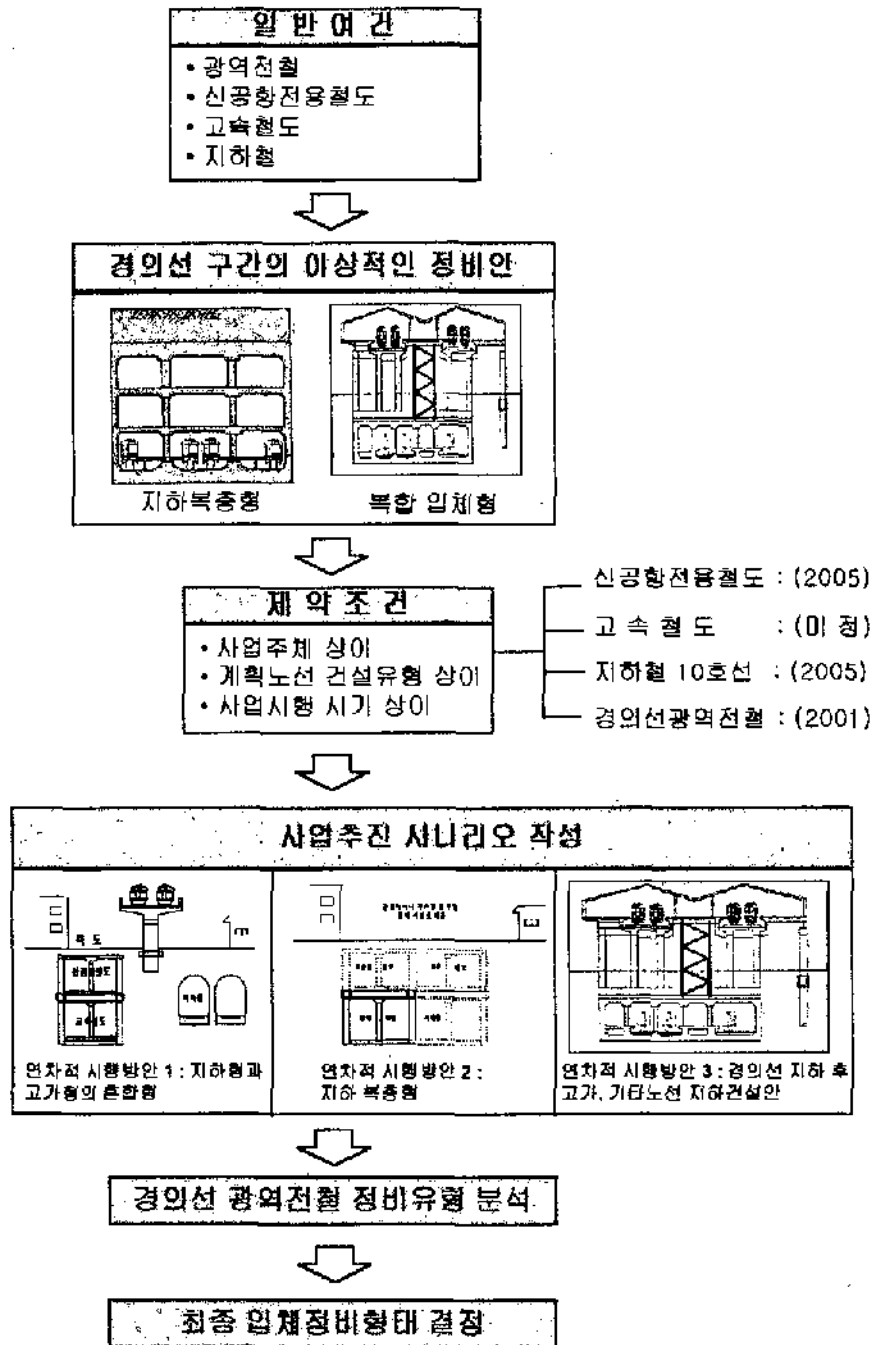 일 반 여 건
• 광역전철
• 신공항전용철도
• 고속철도
• 지하철
경의선 구간의 이상적인 정비안
지하복층형
복합 입체형
제 약 조 건
• 사업주체 상이
• 계획노선 건설유형 상이
• 사업시행 시기 상이
신공항전용철도 : (2005)
고 속 철 도 : (미 정)
지하철 10호선 : (2005)
경의선광역전철 : (2001)
사업추진 시나리오 작성
고속철도
지하철
연차적 시행방안 1 : 지하형과
고가형의 혼합형
연차적 시행방안 2 :
지하 복층형
연차적 시행방안 3 : 경의선 지하 후
고가, 기타노선 지하건설안
경의선 광역전철 정비유형 분석
최종 입체정비형태 결정